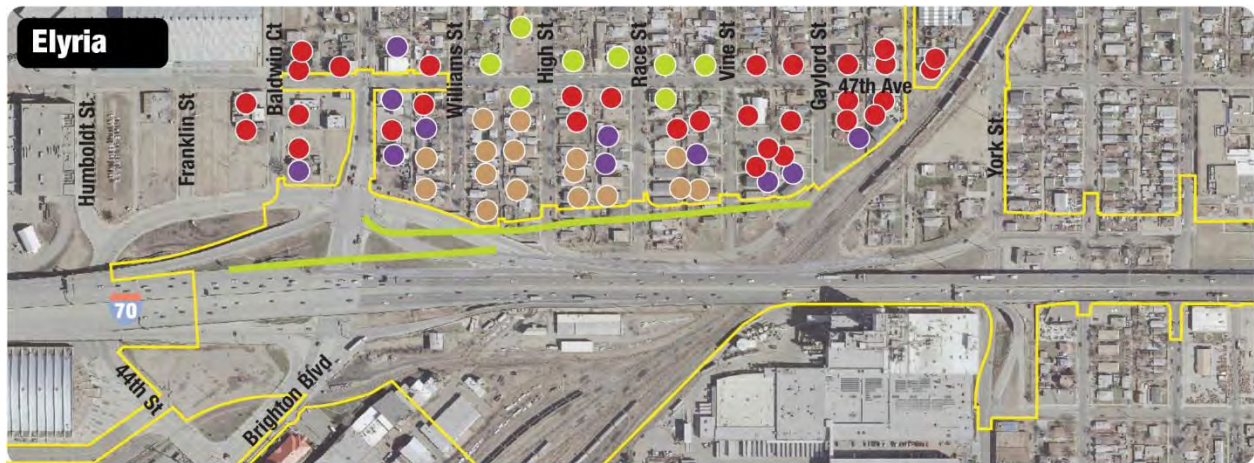 Elyria
Humboldt St
Franklin St
Baldwin Ct
Williams St
High St
Race St
Vine St
Gaylord St
47th Ave
York St
70
44th St
Brighton Blvd